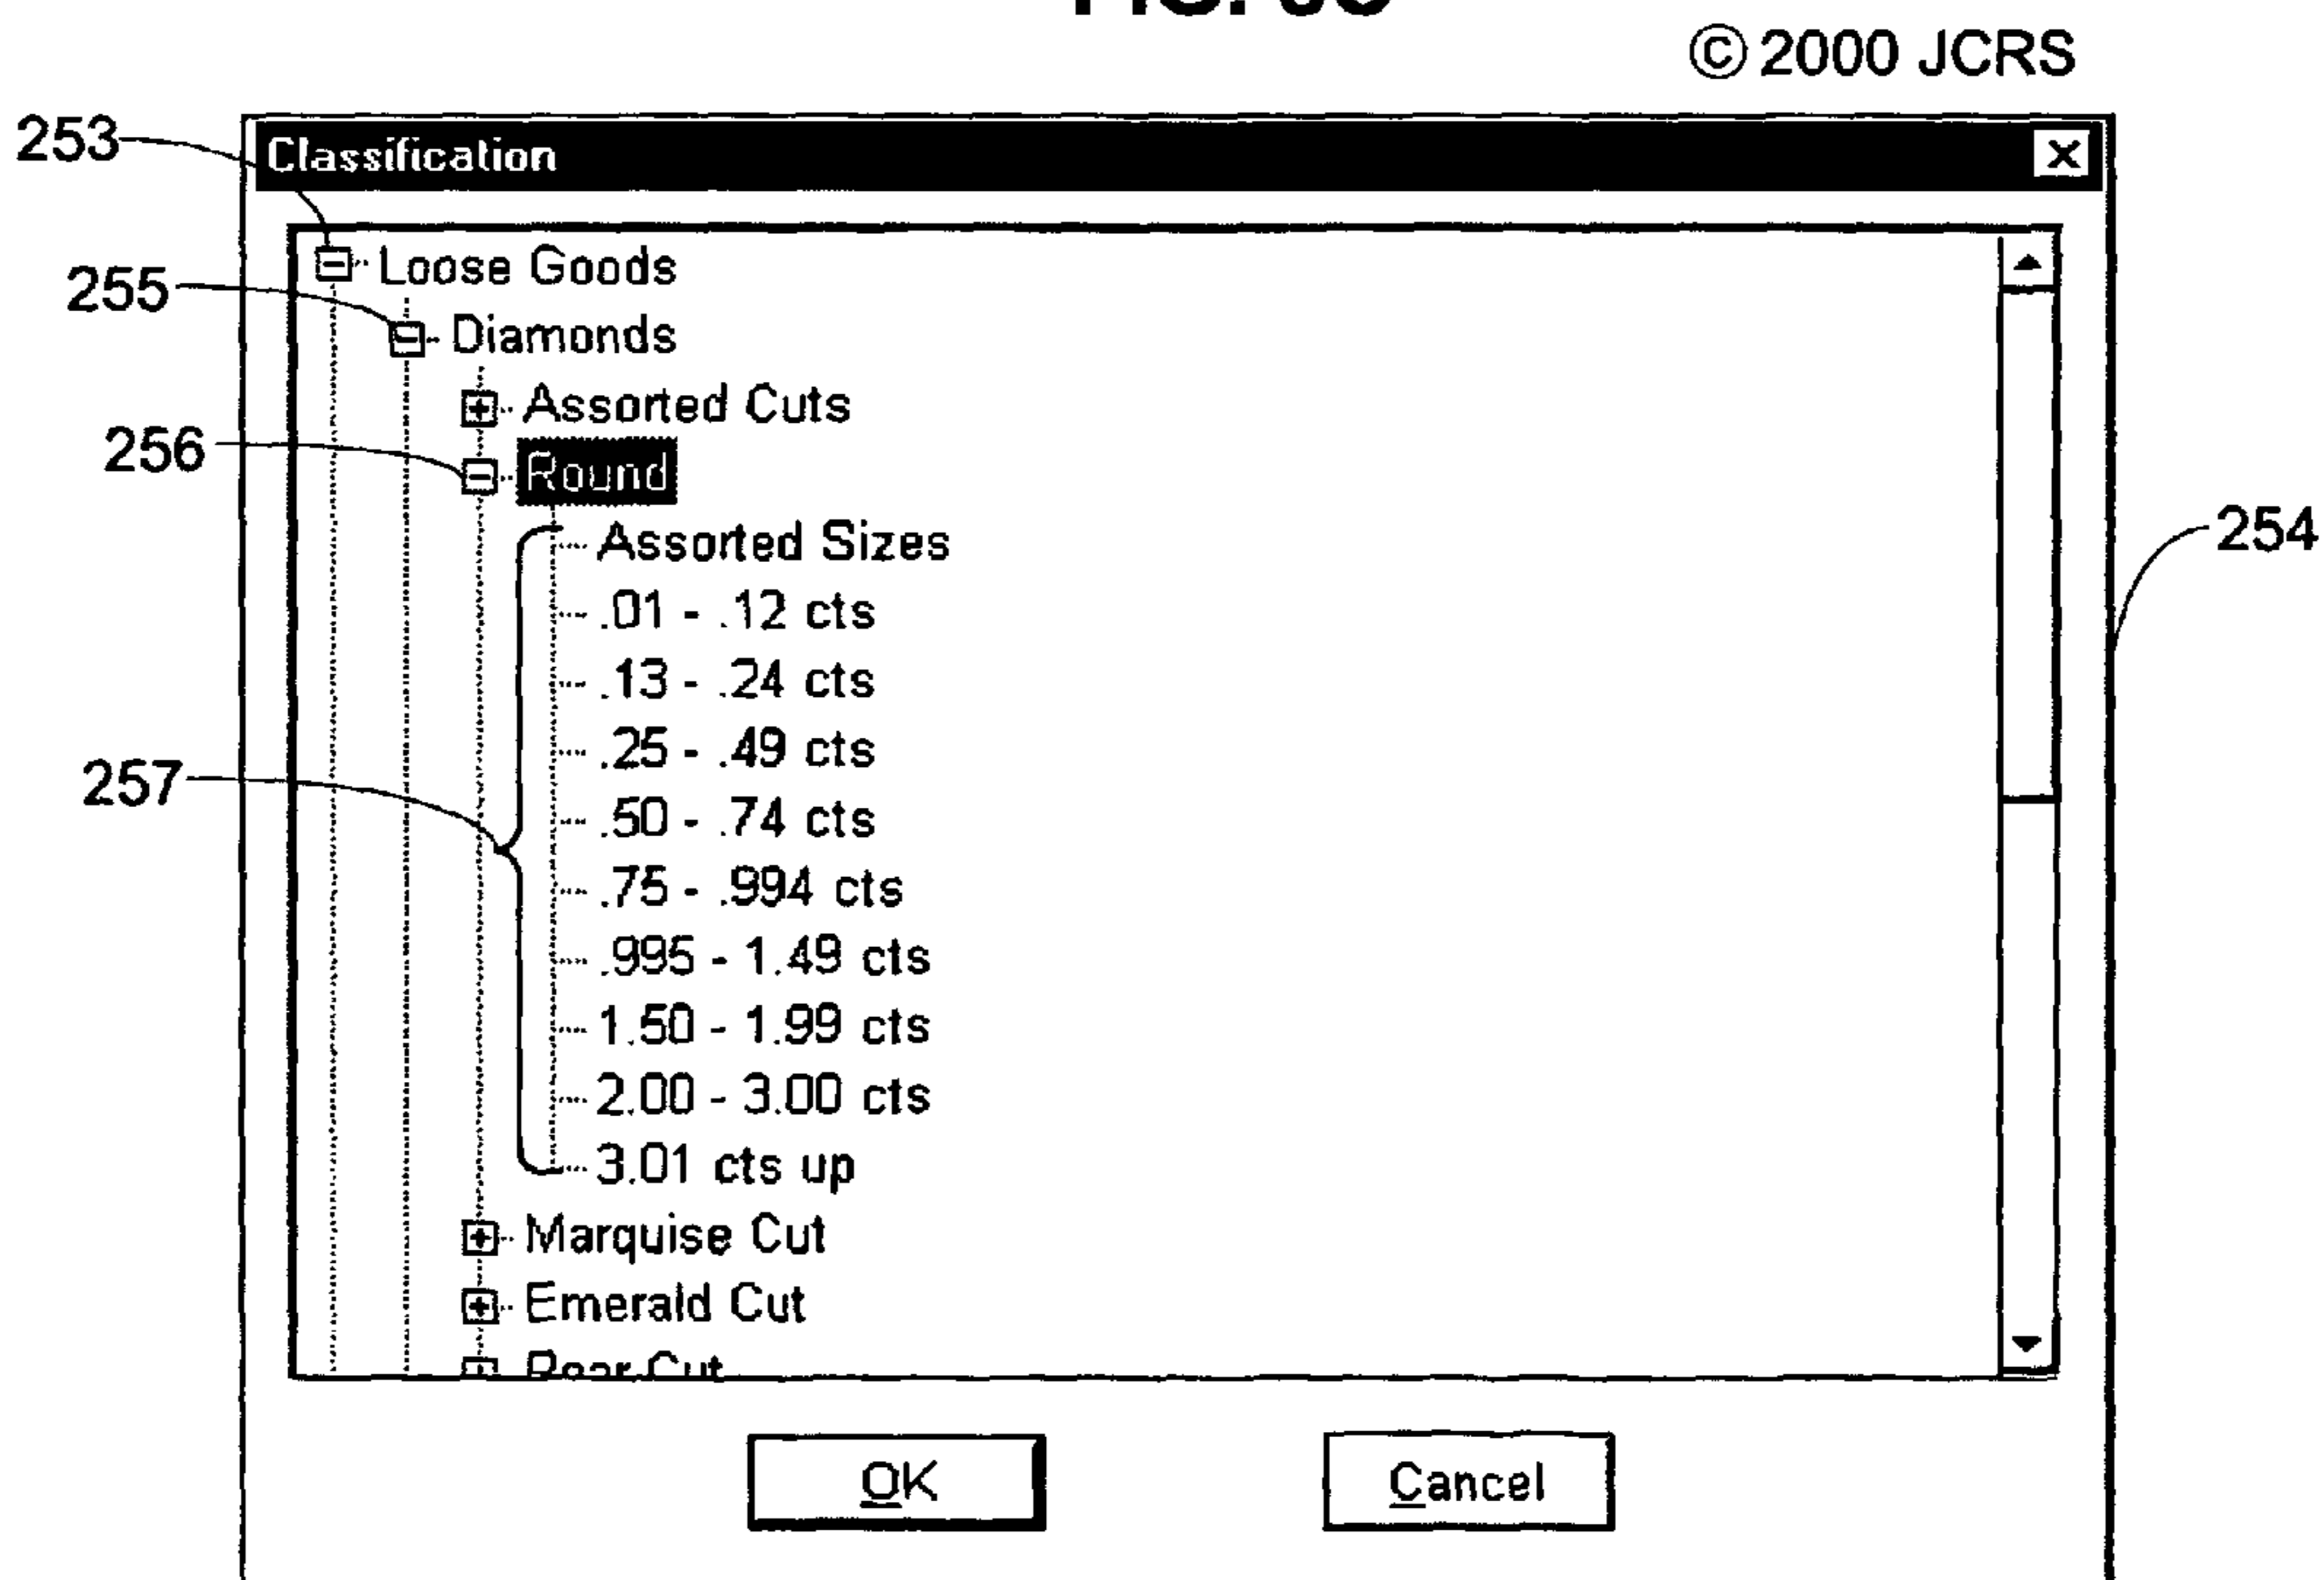 © 2000 JCRS
253
Classification
Loose Goods
255
Diamonds
Assorted Cuts
256
Round
254
Assorted Sizes
.01 - .12 cts
.13 - .24 cts
.25 - .49 cts
257
.50 - .74 cts
.75 - .994 cts
.995 - 1.49 cts
1.50 - 1.99 cts
2.00 - 3.00 cts
3.01 cts up
Marquise Cut
Emerald Cut
Pear Cut
OK
Cancel